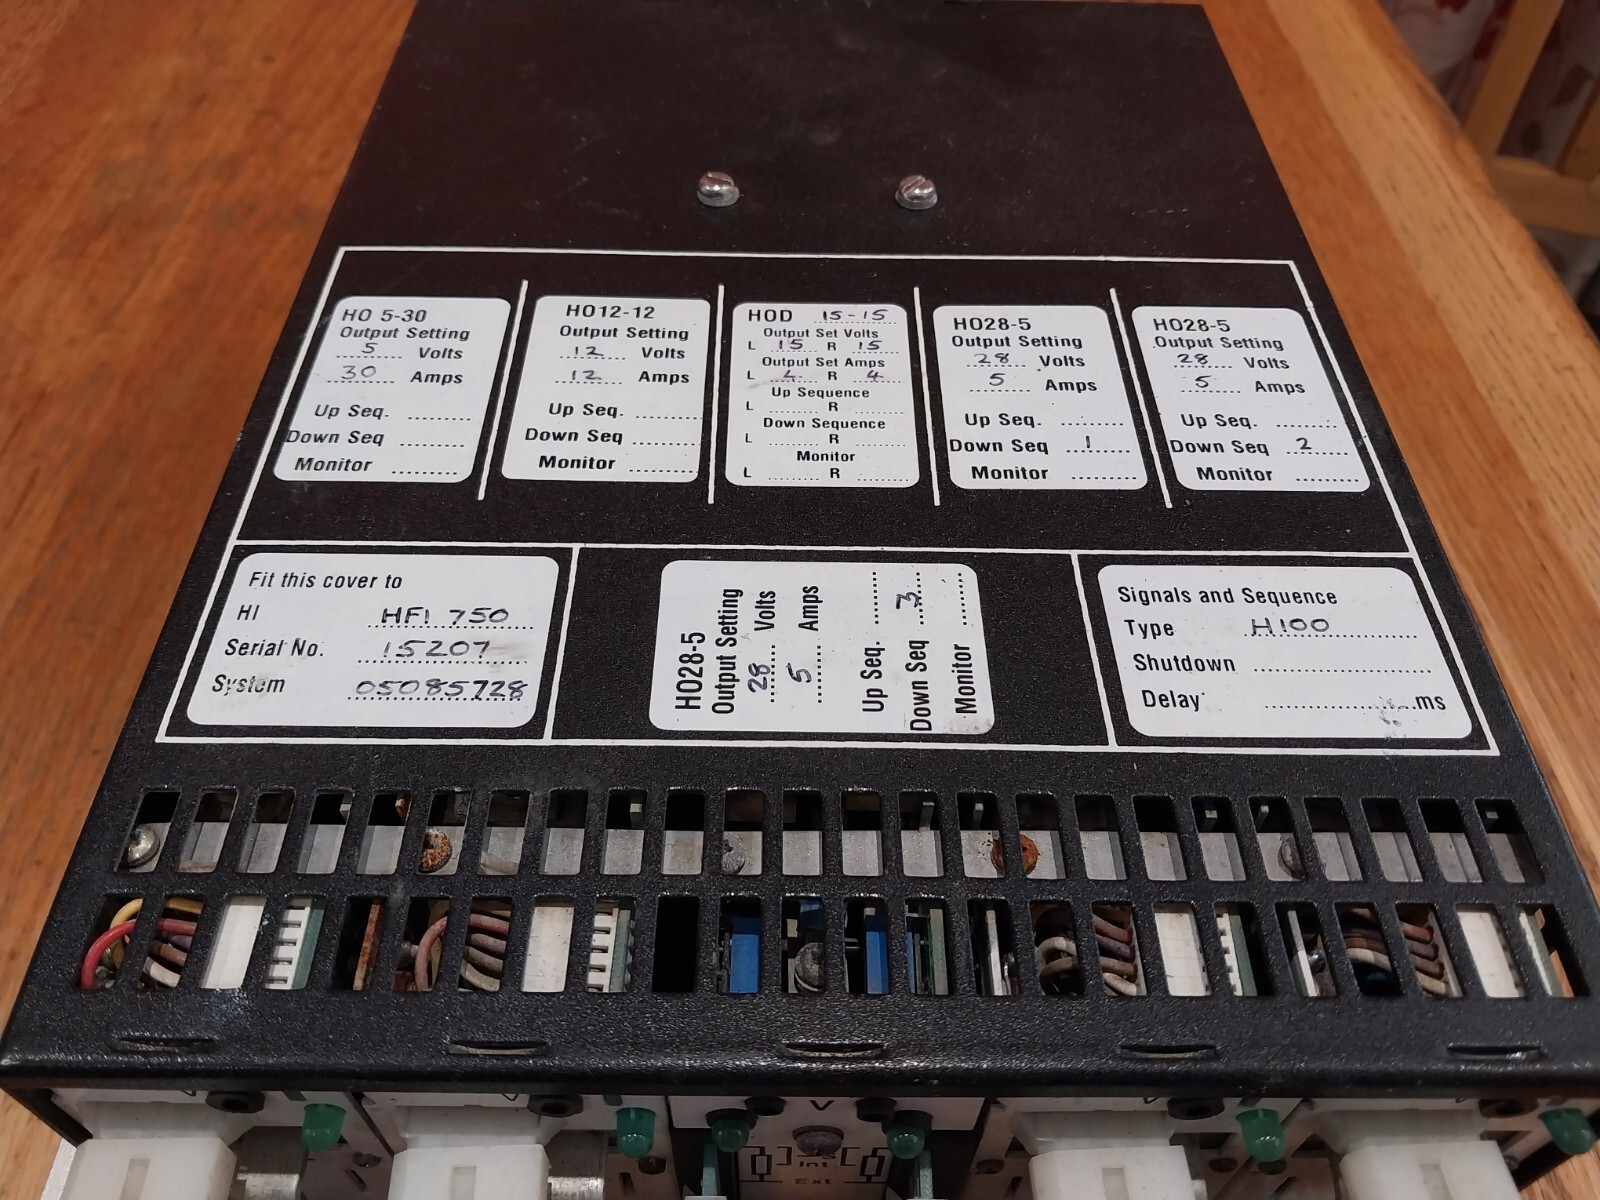 HO 5-30
Output Setting
5 Volts
30 Amps
Up Seq. ..........
Down Seq ..........
Monitor ..........
HO12-12
Output Setting
12 Volts
12 Amps
Up Seq. ..........
Down Seq ..........
Monitor ..........
HOD 15-15
Output Set Volts
L 15 R 15
Output Set Amps
L 4 R 4
Up Sequence
L .......... R ..........
Down Sequence
L .......... R ..........
Monitor
L .......... R ..........
HO28-5
Output Setting
28 Volts
5 Amps
Up Seq. ..........
Down Seq 1
Monitor ..........
HO28-5
Output Setting
28 Volts
5 Amps
Up Seq. ..........
Down Seq 2
Monitor ..........
Fit this cover to
HI HFI 750
Serial No. 15207
System 05085728
HO28-5
Output Setting
28 Volts
5 Amps
Up Seq. ..........
Down Seq 3
Monitor ..........
Signals and Sequence
Type H100
Shutdown ..........
Delay .......... ms
V
Int
Ext